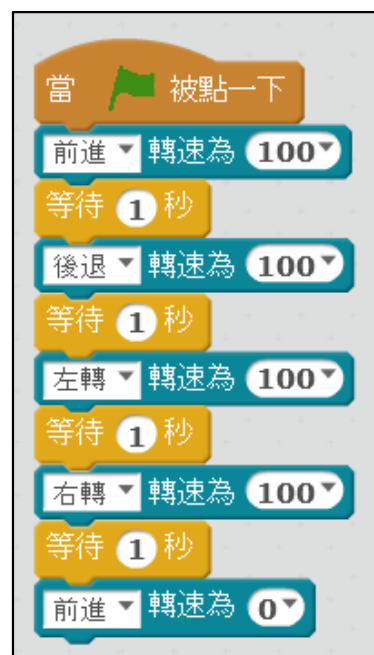 當 被點一下
前進 轉速為 100
等待 1 秒
後退 轉速為 100
等待 1 秒
左轉 轉速為 100
等待 1 秒
右轉 轉速為 100
等待 1 秒
前進 轉速為 0